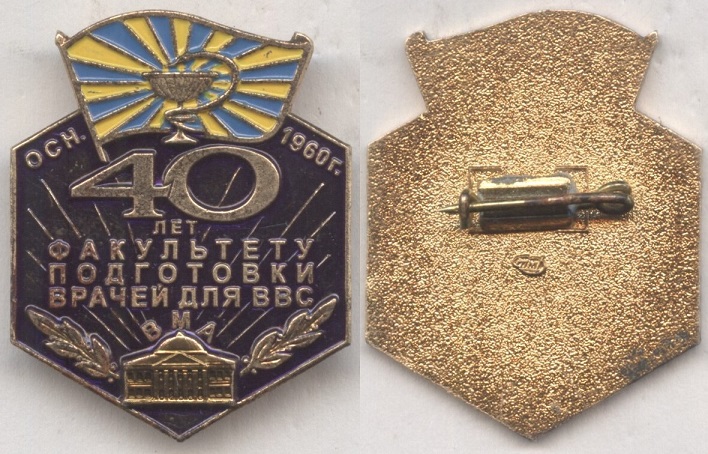 ОСН. 1960г.
40
ЛЕТ
ФАКУЛЬТЕТУ
ПОДГОТОВКИ
ВРАЧЕЙ ДЛЯ ВВС
ВМА